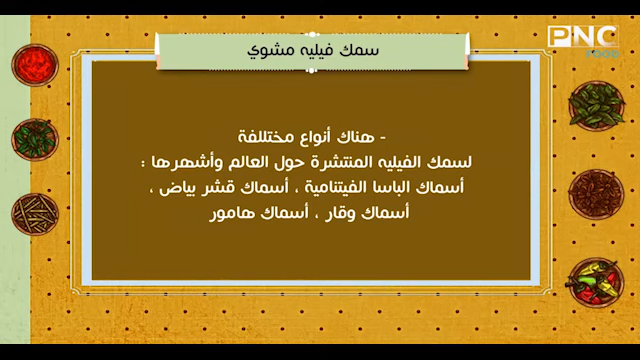 PNC
FOOD
سمك فيليه مشوي
- هناك أنواع مختللفة
لسمك الفيليه المنتشرة حول العالم وأشهرها :
أسماك الباسا الفيتنامية ، أسماك قشر بياض ،
أسماك وقار ، أسماك هامور